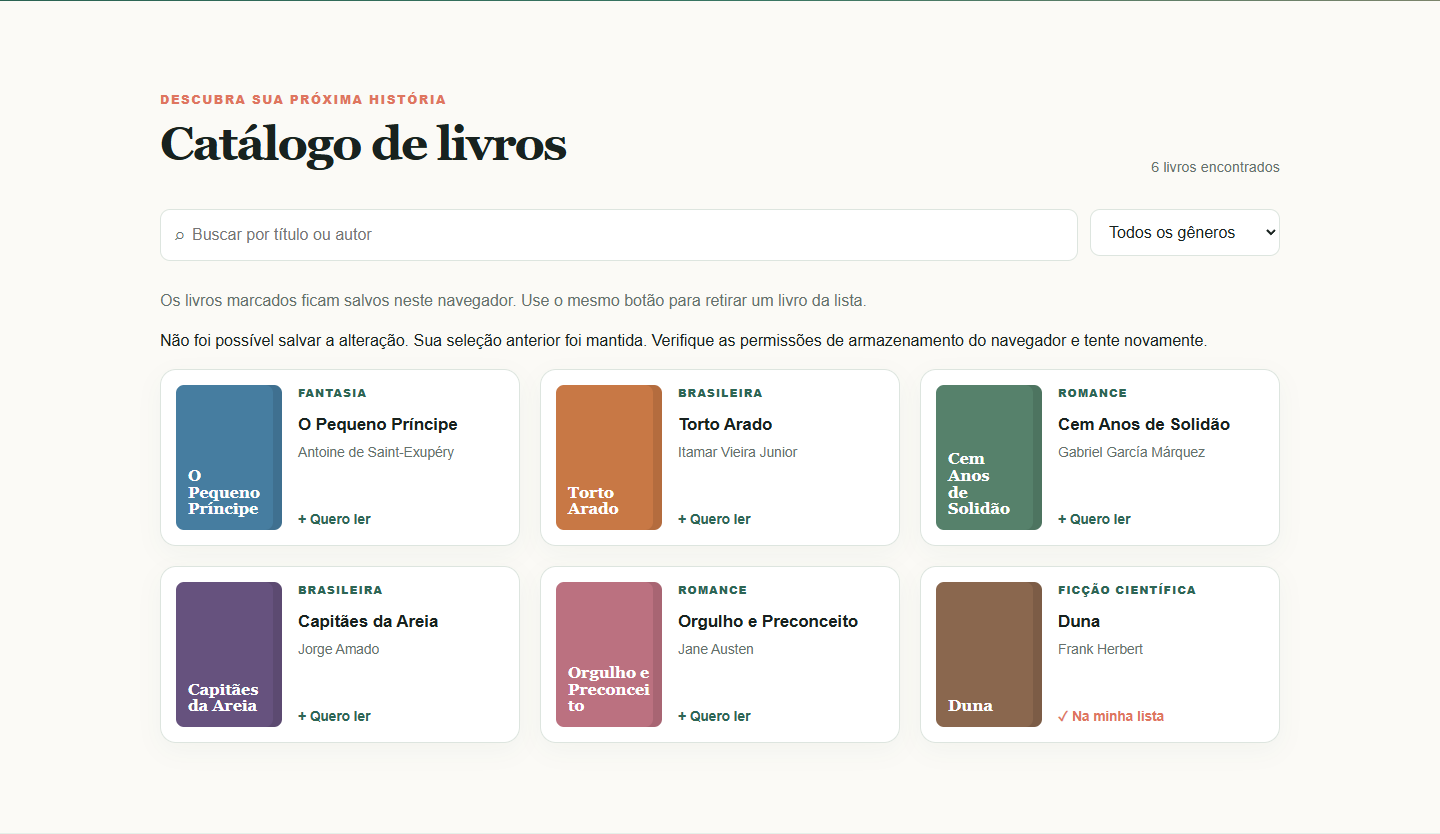 DESCUBRA SUA PRÓXIMA HISTÓRIA
Catálogo de livros
6 livros encontrados
Buscar por título ou autor
Todos os gêneros
Os livros marcados ficam salvos neste navegador. Use o mesmo botão para retirar um livro da lista.
Não foi possível salvar a alteração. Sua seleção anterior foi mantida. Verifique as permissões de armazenamento do navegador e tente novamente.
O
Pequeno
Príncipe
FANTASIA
O Pequeno Príncipe
Antoine de Saint-Exupéry
+ Quero ler
Torto
Arado
BRASILEIRA
Torto Arado
Itamar Vieira Junior
+ Quero ler
Cem
Anos
de
Solidão
ROMANCE
Cem Anos de Solidão
Gabriel García Márquez
+ Quero ler
Capitães
da Areia
BRASILEIRA
Capitães da Areia
Jorge Amado
+ Quero ler
Orgulho e
Preconcei
to
ROMANCE
Orgulho e Preconceito
Jane Austen
+ Quero ler
Duna
FICÇÃO CIENTÍFICA
Duna
Frank Herbert
✓ Na minha lista